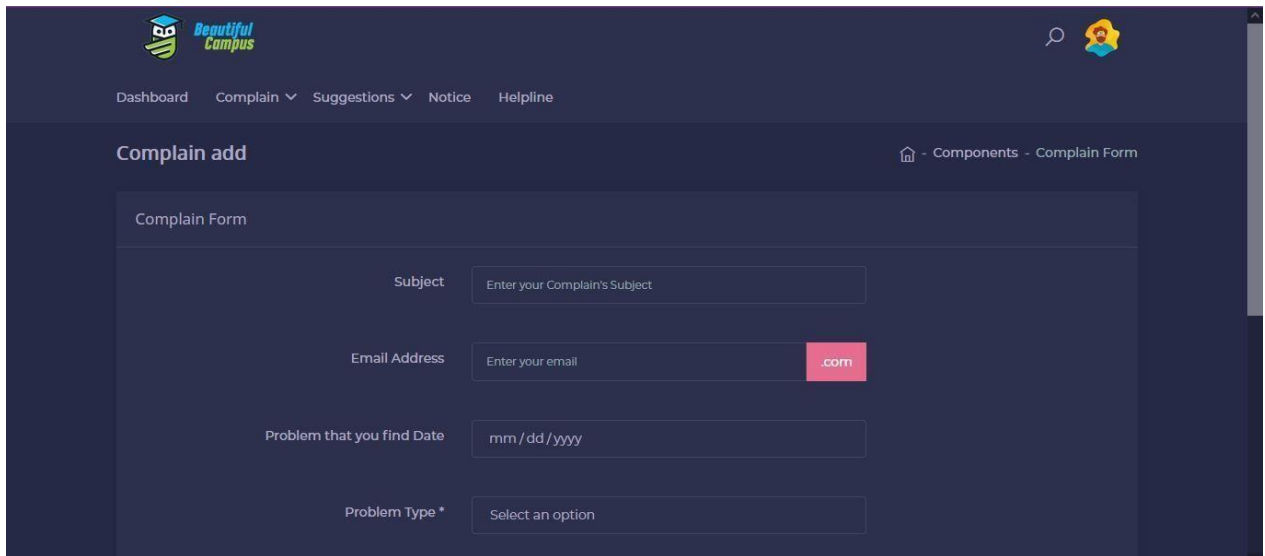 Beautiful
Campus
Dashboard Complain Suggestions Notice Helpline
Complain add
- Components - Complain Form
Complain Form
Subject
Enter your Complain's Subject
Email Address
Enter your email
.com
Problem that you find Date
mm / dd / yyyy
Problem Type *
Select an option